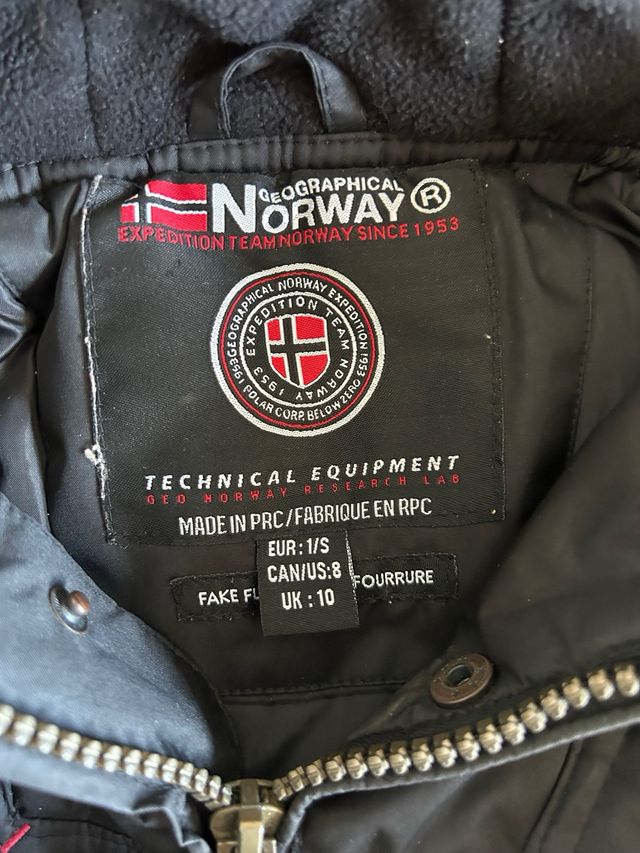 GEOGRAPHICAL
NORWAY®
EXPEDITION TEAM NORWAY SINCE 1953
GEOGRAPHICAL NORWAY EXPEDITION 1953
POLAR CORP. BELOW ZERO 1953
EXPEDITION TEAM NORWAY 1953
TECHNICAL EQUIPMENT
GEO NORWAY RESEARCH LAB
MADE IN PRC/FABRIQUE EN RPC
EUR : 1/S
CAN/US:8
UK : 10
FAKE FOURRURE